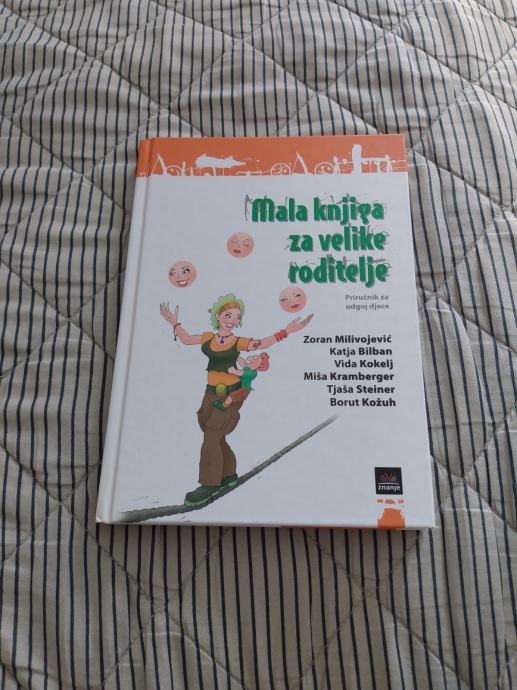 Mala knjiga
za velike
roditelje
Priručnik za
odgoj djece
Zoran Milivojević
Katja Bilban
Vida Kokelj
Miša Kramberger
Tjaša Steiner
Borut Kožuh
znanje